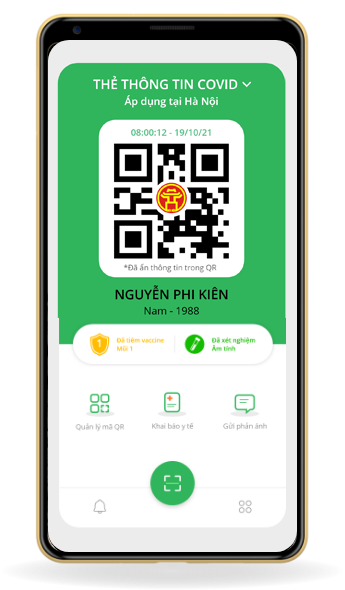 THẺ THÔNG TIN COVID
Áp dụng tại Hà Nội
08:00:12 - 19/10/21
*Đã ẩn thông tin trong QR
NGUYỄN PHI KIÊN
Nam - 1988
1
Đã tiêm vaccine
Mũi 1
Đã xét nghiệm
Âm tính
Quản lý mã QR
Khai báo y tế
Gửi phản ánh